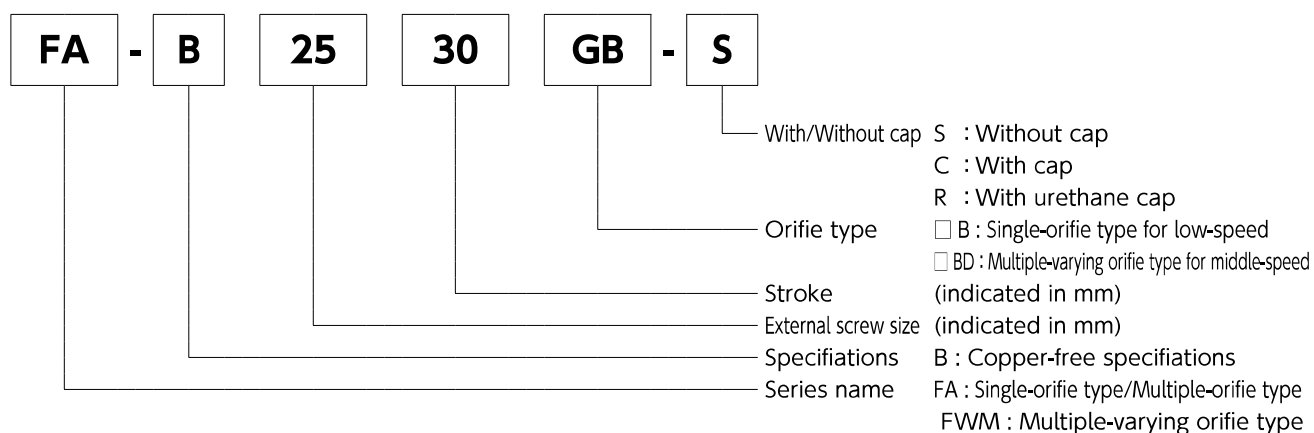 FA - B 25 30 GB - S
With/Without cap S : Without cap
C : With cap
R : With urethane cap
Orifie type □ B : Single-orifie type for low-speed
□ BD : Multiple-varying orifie type for middle-speed
Stroke (indicated in mm)
External screw size (indicated in mm)
Specifiations B : Copper-free specifiations
Series name FA : Single-orifie type/Multiple-orifie type
FWM : Multiple-varying orifie type